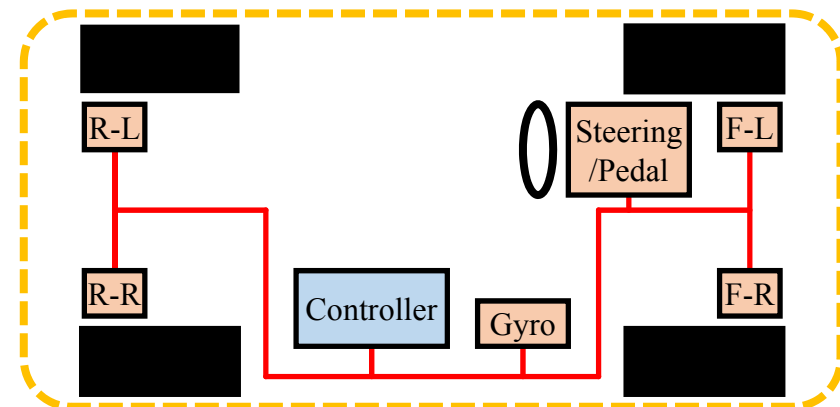 R-L
Steering
/Pedal
F-L
R-R
Controller
Gyro
F-R